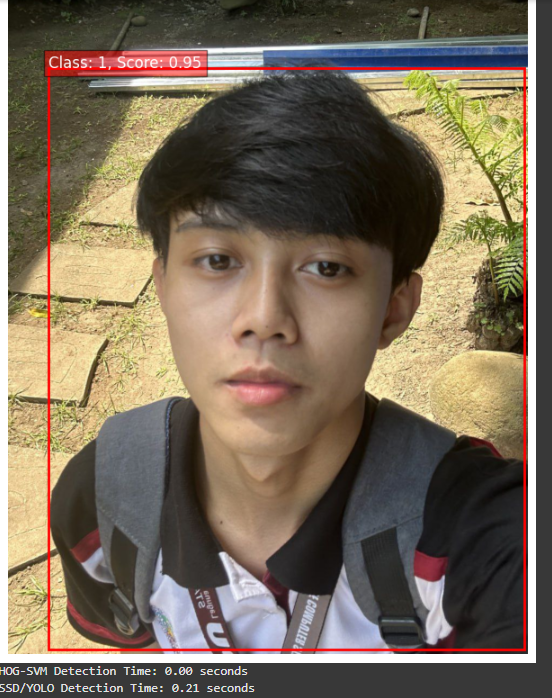 Class: 1, Score: 0.95
HOG-SVM Detection Time: 0.00 seconds
SSD/YOLO Detection Time: 0.21 seconds